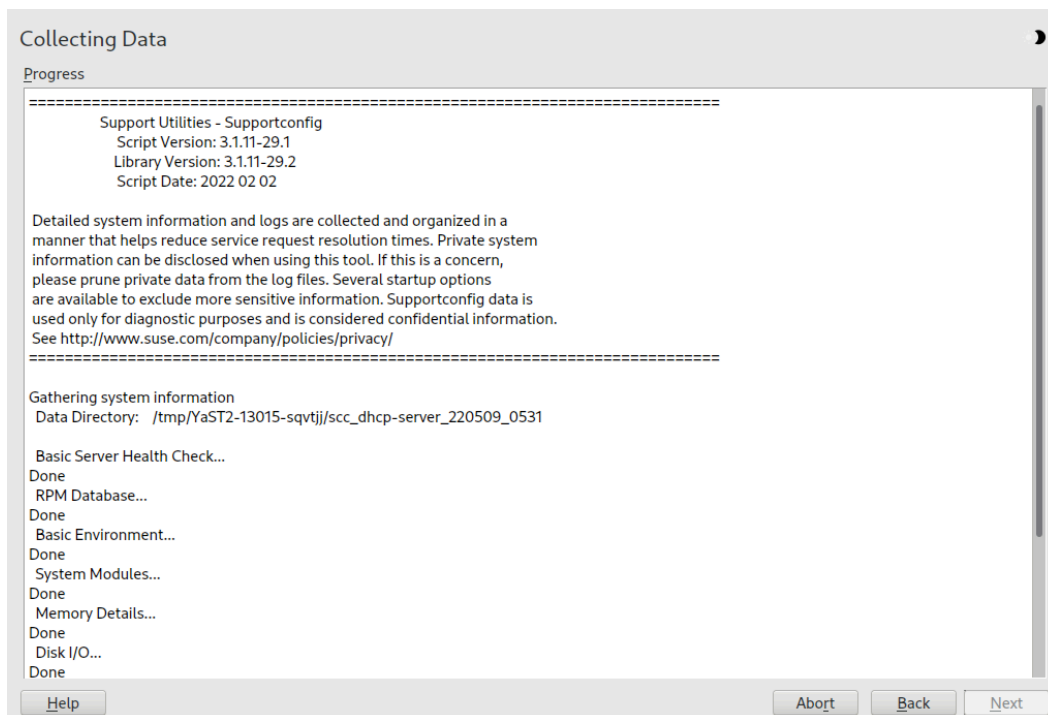 Collecting Data
Progress
==============================================================================
Support Utilities - Supportconfig
Script Version: 3.1.11-29.1
Library Version: 3.1.11-29.2
Script Date: 2022 02 02
Detailed system information and logs are collected and organized in a
manner that helps reduce service request resolution times. Private system
information can be disclosed when using this tool. If this is a concern,
please prune private data from the log files. Several startup options
are available to exclude more sensitive information. Supportconfig data is
used only for diagnostic purposes and is considered confidential information.
See http://www.suse.com/company/policies/privacy/
==============================================================================
Gathering system information
Data Directory: /tmp/YaST2-13015-sqvtjj/scc_dhcp-server_220509_0531
Basic Server Health Check...
Done
RPM Database...
Done
Basic Environment...
Done
System Modules...
Done
Memory Details...
Done
Disk I/O...
Done
Help Abort Back Next